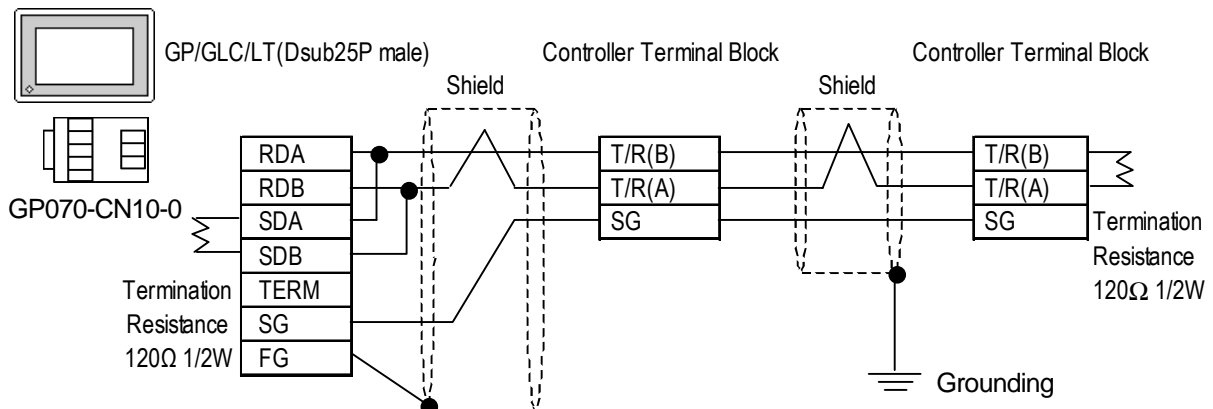 GP/GLC/LT(Dsub25P male)
Controller Terminal Block
Controller Terminal Block
Shield
Shield
GP070-CN10-0
RDA
RDB
SDA
SDB
TERM
SG
FG
Termination
Resistance
120Ω 1/2W
T/R(B)
T/R(A)
SG
T/R(B)
T/R(A)
SG
Termination
Resistance
120Ω 1/2W
Grounding